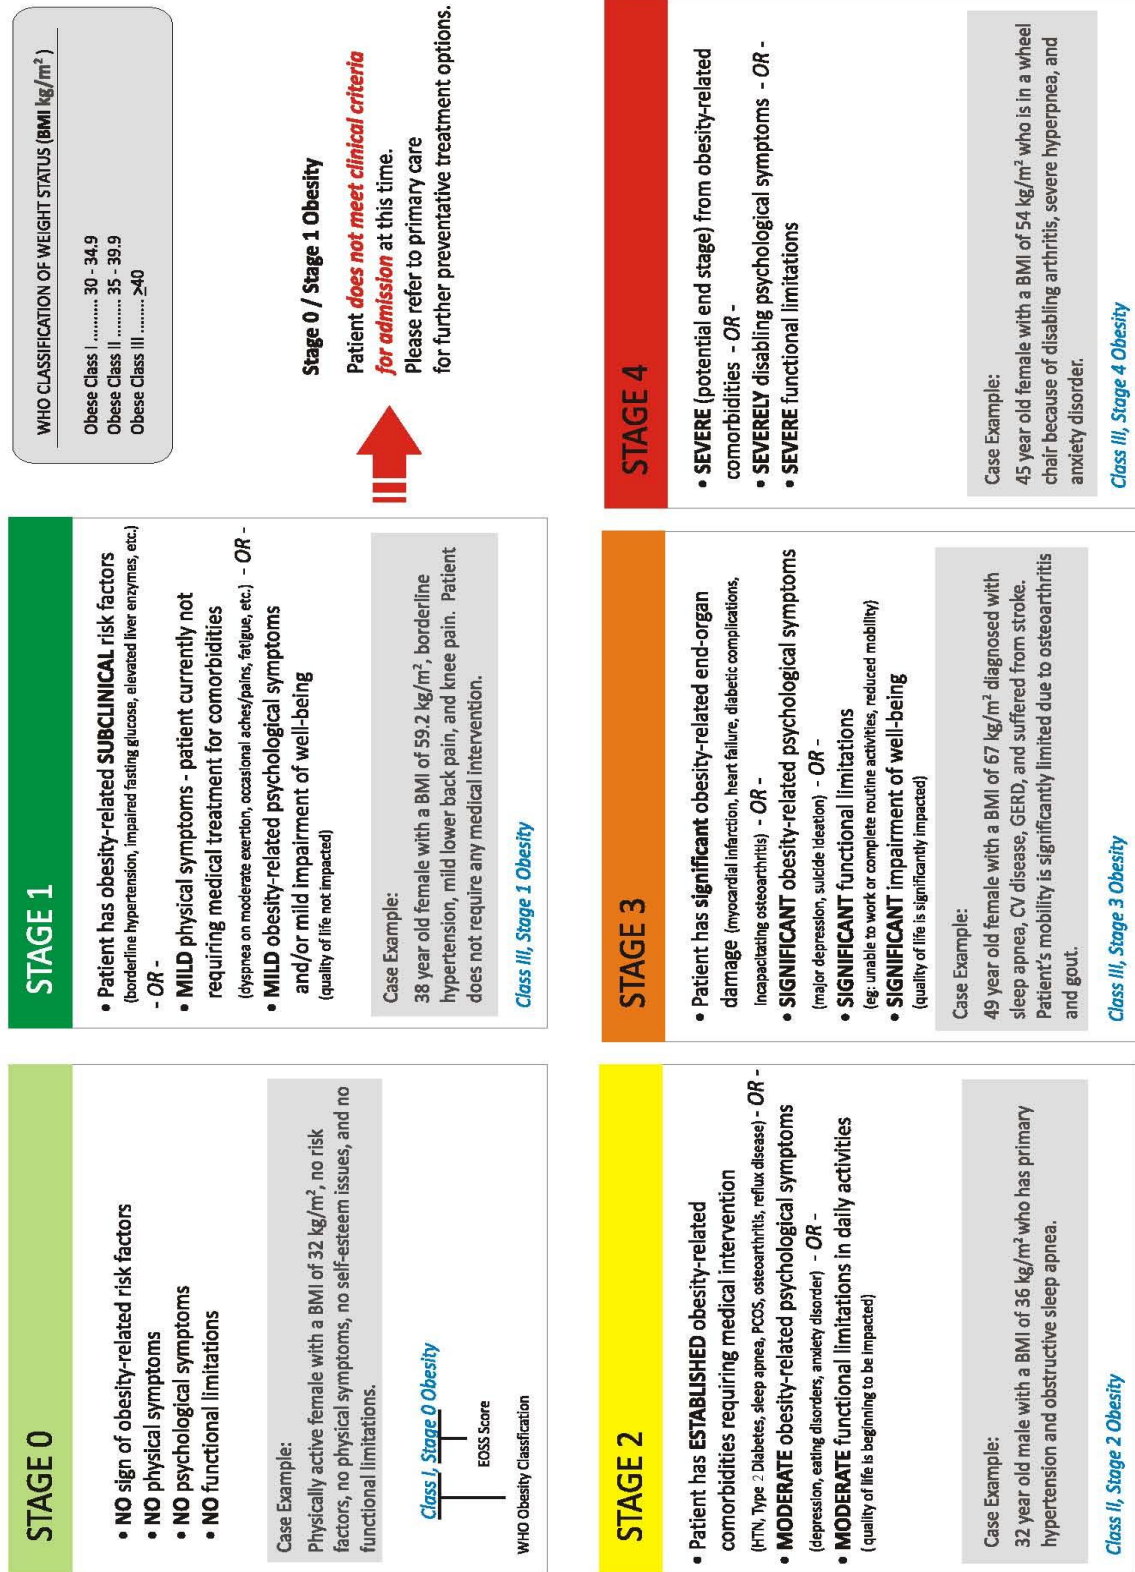 STAGE 0
• NO sign of obesity-related risk factors
• NO physical symptoms
• NO psychological symptoms
• NO functional limitations
Case Example:
Physically active female with a BMI of 32 kg/m², no risk
factors, no physical symptoms, no self-esteem issues, and no
functional limitations.
Class I, Stage 0 Obesity
EOSS Score
WHO Obesity Classfication
STAGE 1
• Patient has obesity-related SUBCLINICAL risk factors
(borderline hypertension, impaired fasting glucose, elevated liver enzymes, etc.)
- OR -
• MILD physical symptoms - patient currently not
requiring medical treatment for comorbidities
(dyspnea on moderate exertion, occasional aches/pains, fatigue, etc.) - OR -
• MILD obesity-related psychological symptoms
and/or mild impairment of well-being
(quality of life not impacted)
Case Example:
38 year old female with a BMI of 59.2 kg/m², borderline
hypertension, mild lower back pain, and knee pain. Patient
does not require any medical intervention.
Class III, Stage 1 Obesity
WHO CLASSIFICATION OF WEIGHT STATUS (BMI kg/m² )
Obese Class I ........... 30 - 34.9
Obese Class II .......... 35 - 39.9
Obese Class III ......... ≥40
Stage 0 / Stage 1 Obesity
Patient does not meet clinical criteria
for admission at this time.
Please refer to primary care
for further preventative treatment options.
STAGE 2
• Patient has ESTABLISHED obesity-related
comorbidities requiring medical intervention
(HTN, Type 2 Diabetes, sleep apnea, PCOS, osteoarthritis, reflux disease) - OR -
• MODERATE obesity-related psychological symptoms
(depression, eating disorders, anxiety disorder) - OR -
• MODERATE functional limitations in daily activities
(quality of life is beginning to be impacted)
Case Example:
32 year old male with a BMI of 36 kg/m² who has primary
hypertension and obstructive sleep apnea.
Class II, Stage 2 Obesity
STAGE 3
• Patient has significant obesity-related end-organ
damage (myocardial infarction, heart failure, diabetic complications,
incapacitating osteoarthritis) - OR -
• SIGNIFICANT obesity-related psychological symptoms
(major depression, suicide ideation) - OR -
• SIGNIFICANT functional limitations
(eg: unable to work or complete routine activities, reduced mobility)
• SIGNIFICANT impairment of well-being
(quality of life is significantly impacted)
Case Example:
49 year old female with a BMI of 67 kg/m² diagnosed with
sleep apnea, CV disease, GERD, and suffered from stroke.
Patient's mobility is significantly limited due to osteoarthritis
and gout.
Class III, Stage 3 Obesity
STAGE 4
• SEVERE (potential end stage) from obesity-related
comorbidities - OR -
• SEVERELY disabling psychological symptoms - OR -
• SEVERE functional limitations
Case Example:
45 year old female with a BMI of 54 kg/m² who is in a wheel
chair because of disabling arthritis, severe hyperpnea, and
anxiety disorder.
Class III, Stage 4 Obesity